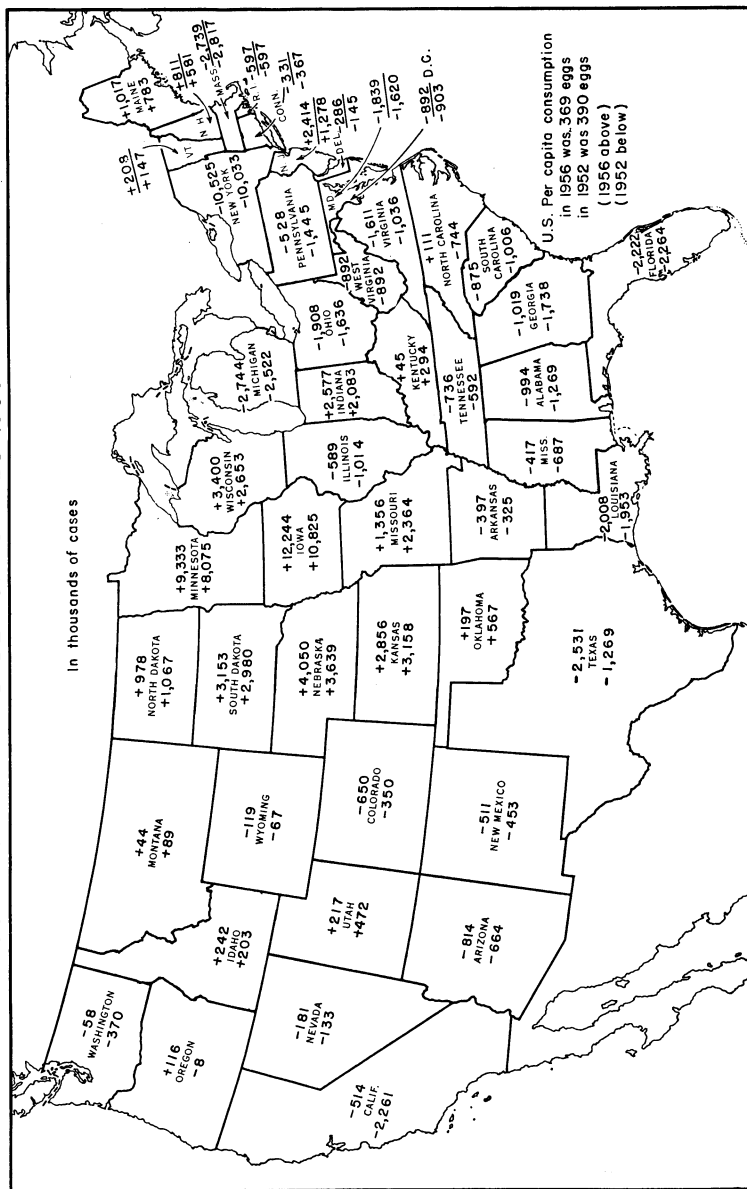 In thousands of cases
-58
WASHINGTON
-370
+116
OREGON
-8
-514
CALIF.
-2,261
-181
NEVADA
-133
+242
IDAHO
+203
+44
MONTANA
+89
-119
WYOMING
-67
+217
UTAH
+472
-650
COLORADO
-350
-814
ARIZONA
-664
-511
NEW MEXICO
-453
+978
NORTH DAKOTA
+1,067
+3,153
SOUTH DAKOTA
+2,980
+4,050
NEBRASKA
+3,639
+2,856
KANSAS
+3,158
+197
OKLAHOMA
+567
-2,531
TEXAS
-1,269
+9,333
MINNESOTA
+8,075
+12,244
IOWA
+10,825
+1,356
MISSOURI
+2,364
-397
ARKANSAS
-325
-2,008
LOUISIANA
-1,953
+3,400
WISCONSIN
+2,653
-589
ILLINOIS
-1,014
-2,744
MICHIGAN
-2,522
+2,577
INDIANA
+2,083
-1,908
OHIO
-1,636
+45
KENTUCKY
+294
-736
TENNESSEE
-592
-417
MISS.
-687
-994
ALABAMA
-1,269
-1,019
GEORGIA
-1,738
-2,222
FLORIDA
-2,264
-875
SOUTH
CAROLINA
-1,006
+111
NORTH CAROLINA
-744
-1,611
VIRGINIA
-1,036
-892
WEST
VIRGINIA
-892
-528
PENNSYLVANIA
-1,445
-10,525
NEW YORK
-10,033
+208
+147
VT.
+1,017
MAINE
+783
+811
+581
N H
-2,739
-2,817
MASS.
-597
-597
R.I
-331
-367
CONN.
+2,414
+1,278
N
-286
-145
DEL.
-1,839
-1,620
MD.
-892 D.C.
-903
U.S. Per capita consumption
in 1956 was 369 eggs
in 1952 was 390 eggs
(1956 above)
(1952 below)